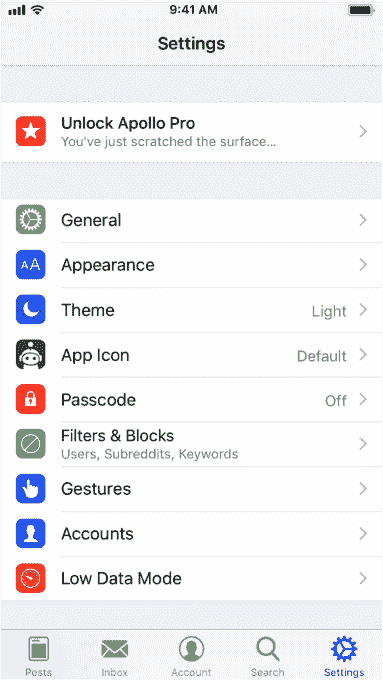 9:41 AM
Settings
Unlock Apollo Pro
You've just scratched the surface...
General
AA Appearance
Theme Light
App Icon Default
Passcode Off
Filters & Blocks
Users, Subreddits, Keywords
Gestures
Accounts
Low Data Mode
Posts Inbox Account Search Settings